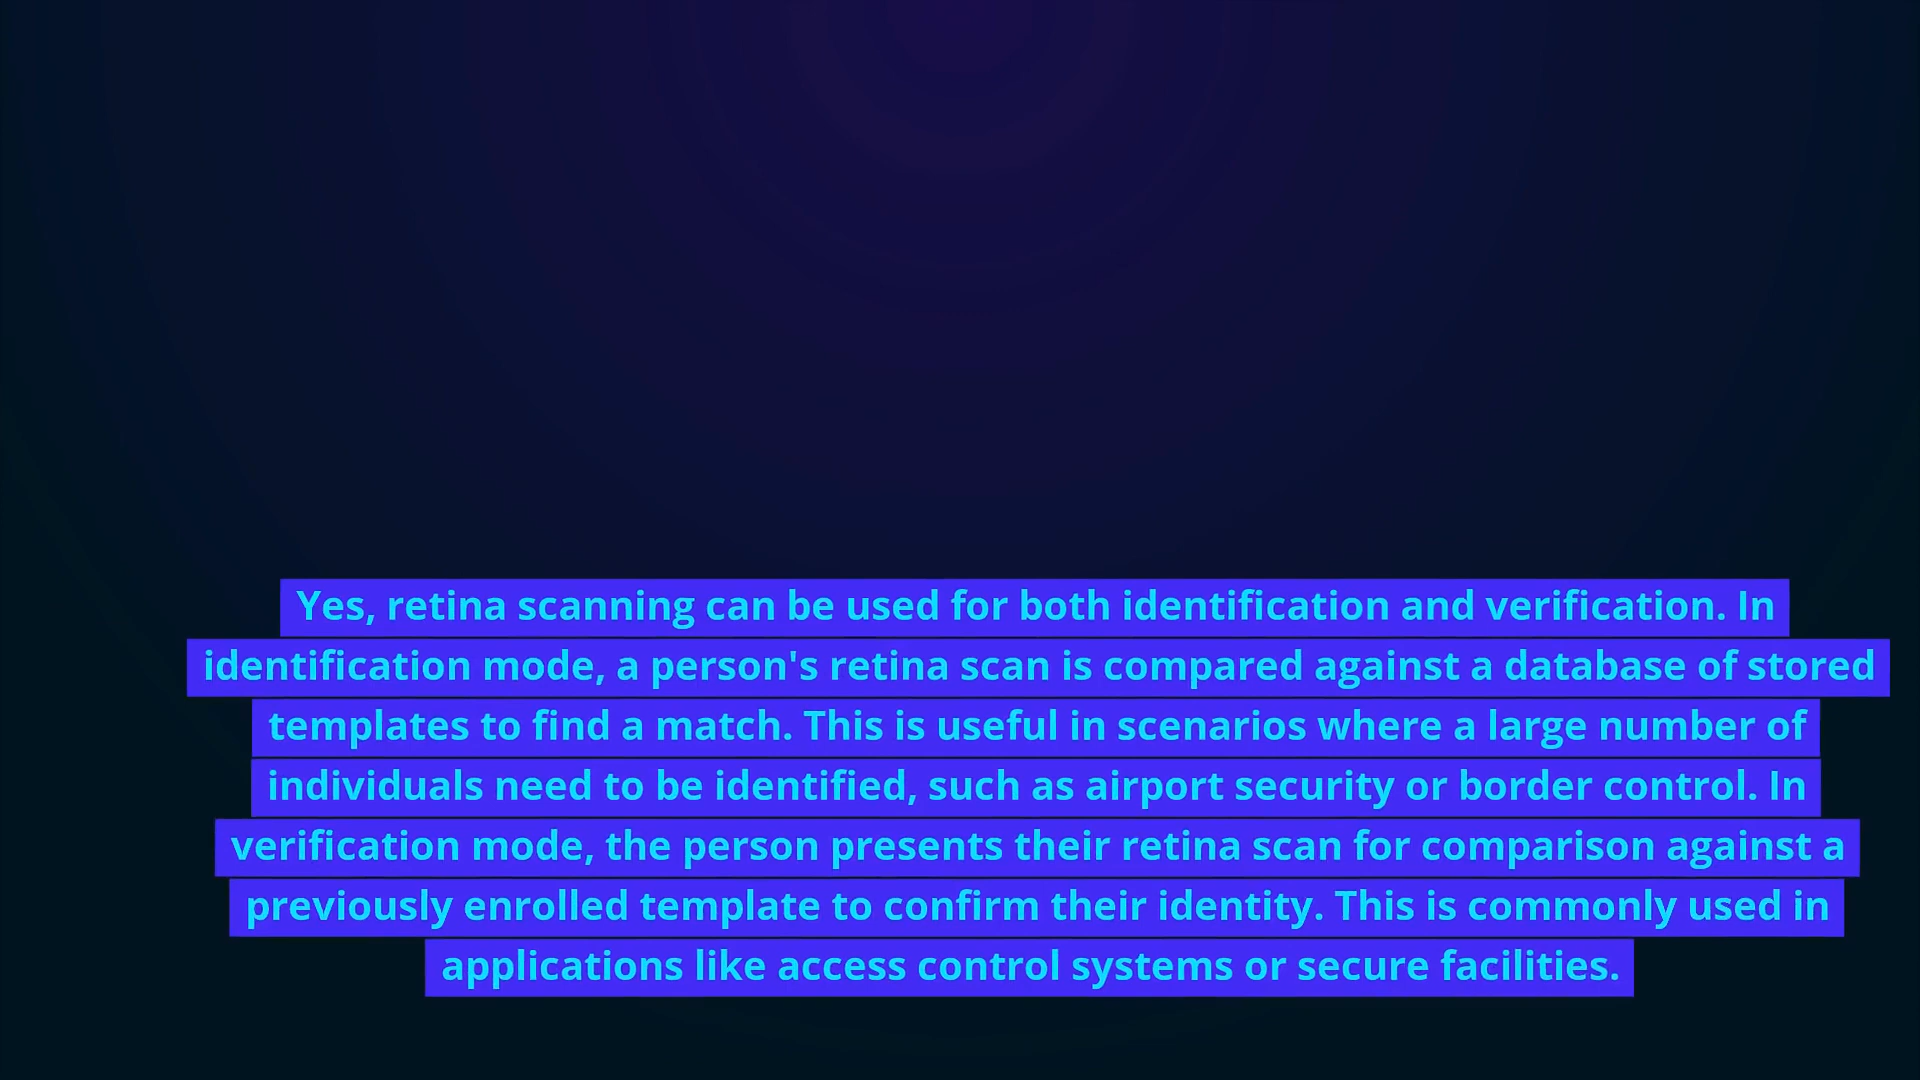 Yes, retina scanning can be used for both identification and verification. In
identification mode, a person's retina scan is compared against a database of stored
templates to find a match. This is useful in scenarios where a large number of
individuals need to be identified, such as airport security or border control. In
verification mode, the person presents their retina scan for comparison against a
previously enrolled template to confirm their identity. This is commonly used in
applications like access control systems or secure facilities.